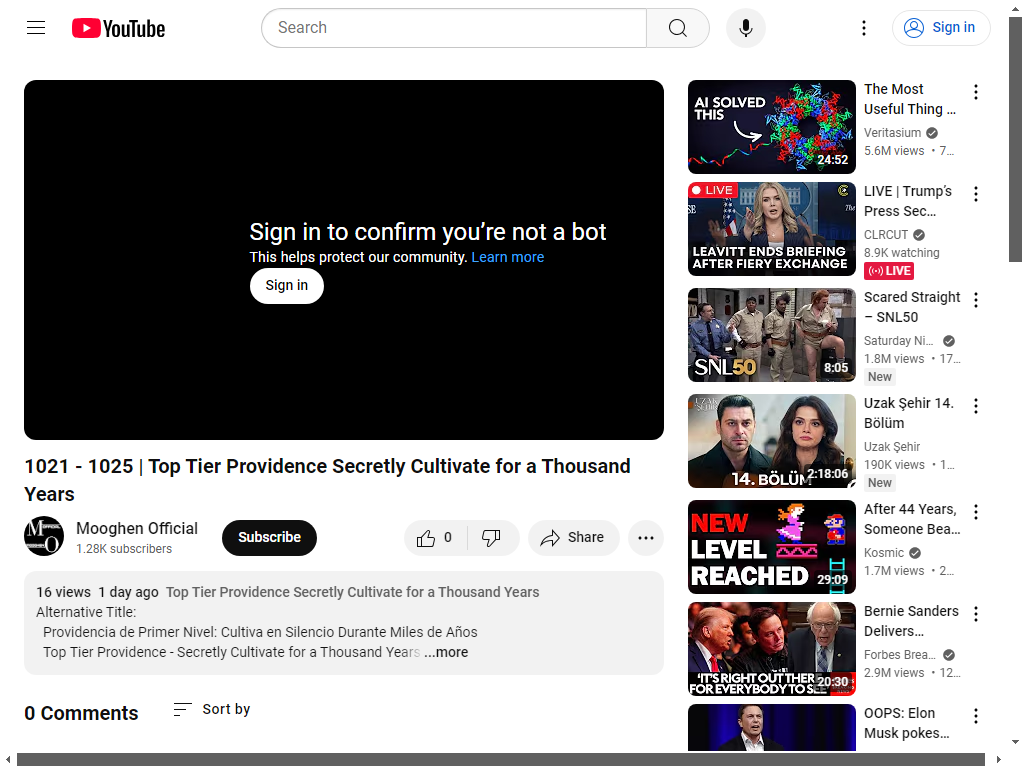 YouTube
Search
Sign in
Sign in to confirm you’re not a bot
This helps protect our community. Learn more
Sign in
1021 - 1025 | Top Tier Providence Secretly Cultivate for a Thousand
Years
Mooghen Official
1.28K subscribers
Subscribe
0
Share
16 views 1 day ago Top Tier Providence Secretly Cultivate for a Thousand Years
Alternative Title:
Providencia de Primer Nivel: Cultiva en Silencio Durante Miles de Años
Top Tier Providence - Secretly Cultivate for a Thousand Years ...more
0 Comments
Sort by
AI SOLVED
THIS
24:52
The Most
Useful Thing ...
Veritasium
5.6M views • 7...
LIVE
LEAVITT ENDS BRIEFING
AFTER FIERY EXCHANGE
LIVE | Trump’s
Press Sec...
CLRCUT
8.9K watching
LIVE
SNL50
8:05
Scared Straight
– SNL50
Saturday Ni...
1.8M views • 17...
New
UZAK
ŞEHİR
14. BÖLÜM
2:18:06
Uzak Şehir 14.
Bölüm
Uzak Şehir
190K views • 1...
New
NEW
LEVEL
REACHED
29:09
After 44 Years,
Someone Bea...
Kosmic
1.7M views • 2...
'IT'S RIGHT OUT THER
FOR EVERYBODY TO SEE
20:30
Bernie Sanders
Delivers...
Forbes Brea...
2.9M views • 12...
OOPS: Elon
Musk pokes...